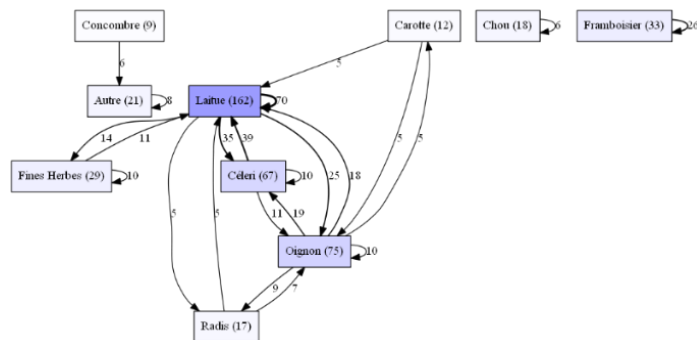 Concombre (9)
Carotte (12)
Chou (18)
6
Framboisier (33)
26
6
5
Autre (21)
8
Laitue (162)
70
14
11
35
39
5
5
Fines Herbes (29)
10
Céleri (67)
10
25
18
5
5
11
19
Oignon (75)
10
9
7
Radis (17)